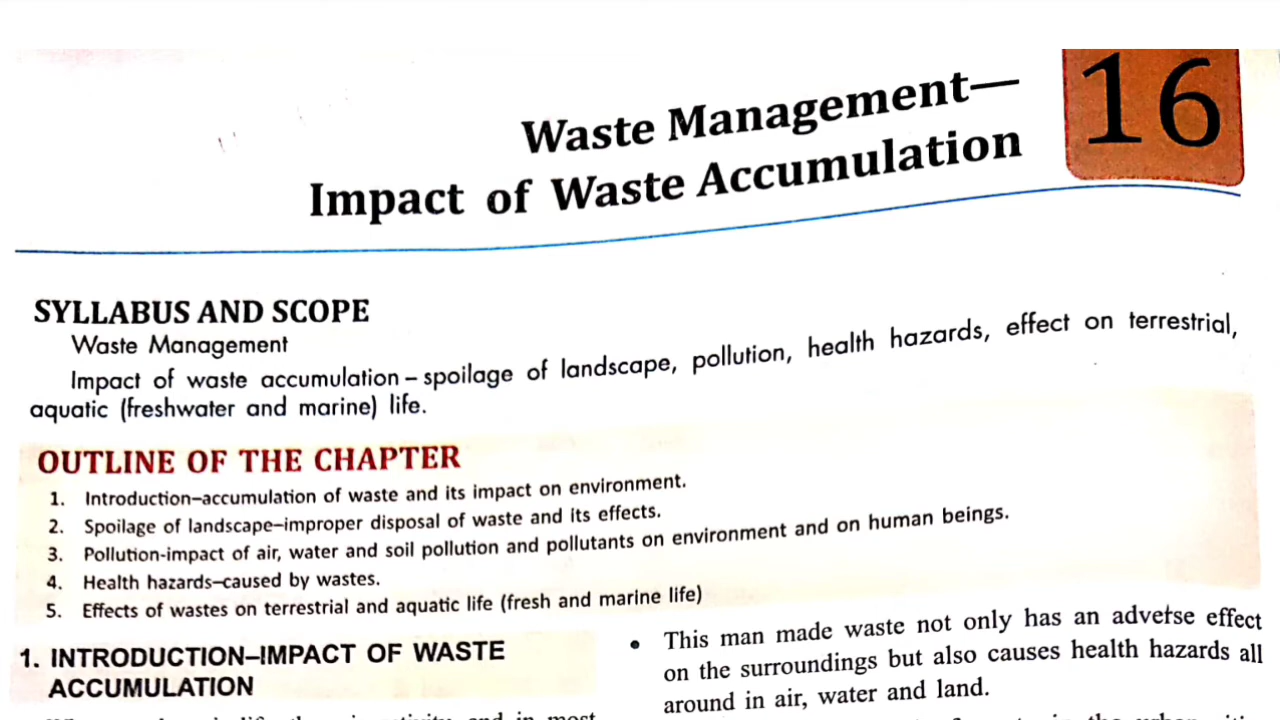 Waste Management—
Impact of Waste Accumulation
16
SYLLABUS AND SCOPE
Waste Management
Impact of waste accumulation – spoilage of landscape, pollution, health hazards, effect on terrestrial,
aquatic (freshwater and marine) life.
OUTLINE OF THE CHAPTER
1. Introduction–accumulation of waste and its impact on environment.
2. Spoilage of landscape–improper disposal of waste and its effects.
3. Pollution-impact of air, water and soil pollution and pollutants on environment and on human beings.
4. Health hazards–caused by wastes.
5. Effects of wastes on terrestrial and aquatic life (fresh and marine life)
1. INTRODUCTION–IMPACT OF WASTE
ACCUMULATION
• This man made waste not only has an adverse effect
on the surroundings but also causes health hazards all
around in air, water and land.